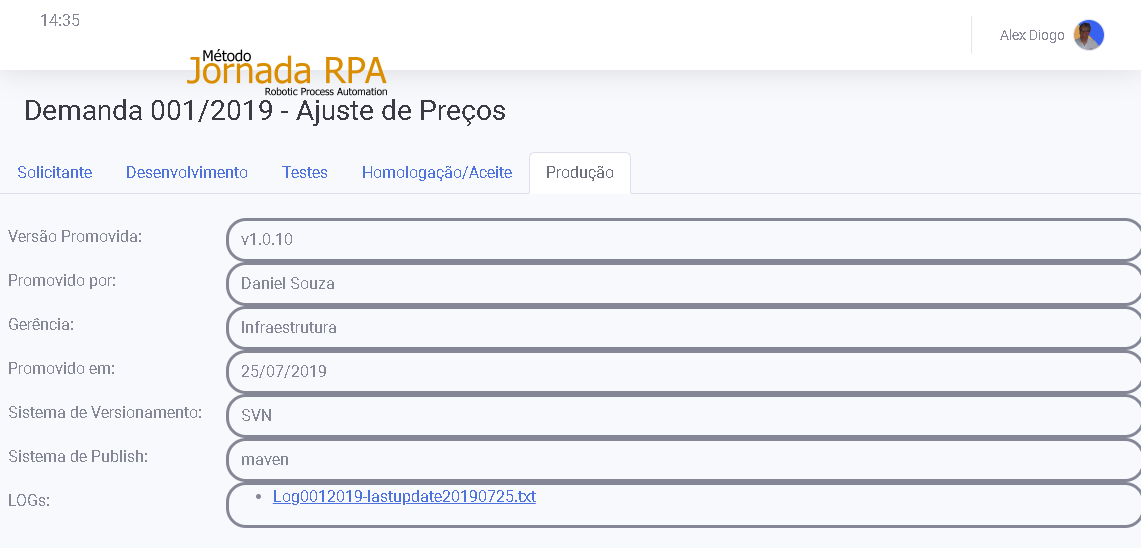 14:35
Alex Diogo
Método
Jornada RPA
Robotic Process Automation
Demanda 001/2019 - Ajuste de Preços
Solicitante Desenvolvimento Testes Homologação/Aceite Produção
Versão Promovida: v1.0.10
Promovido por: Daniel Souza
Gerência: Infraestrutura
Promovido em: 25/07/2019
Sistema de Versionamento: SVN
Sistema de Publish: maven
LOGs: • Log0012019-lastupdate20190725.txt